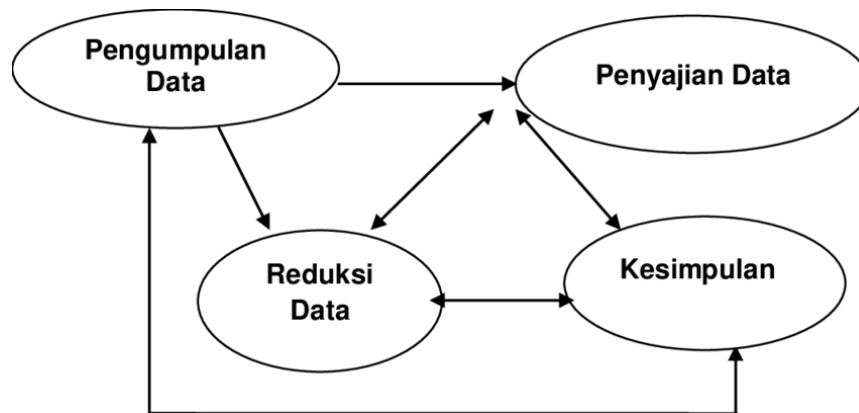 Pengumpulan
Data
Penyajian Data
Reduksi
Data
Kesimpulan